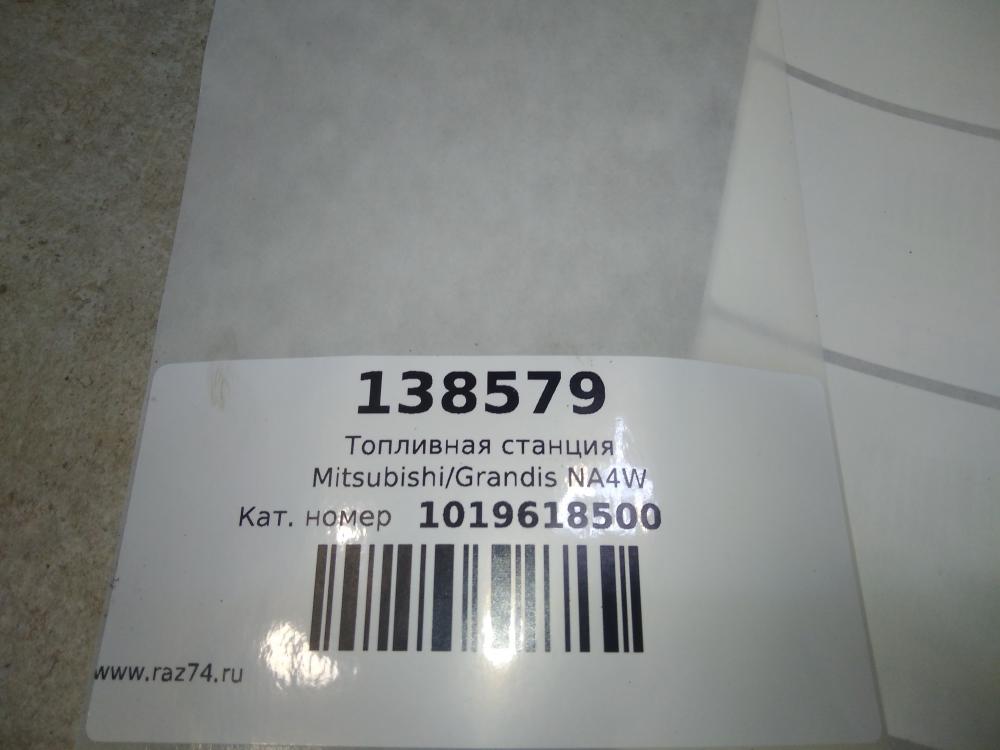 138579
Топливная станция
Mitsubishi/Grandis NA4W
Кат. номер 1019618500
www.raz74.ru